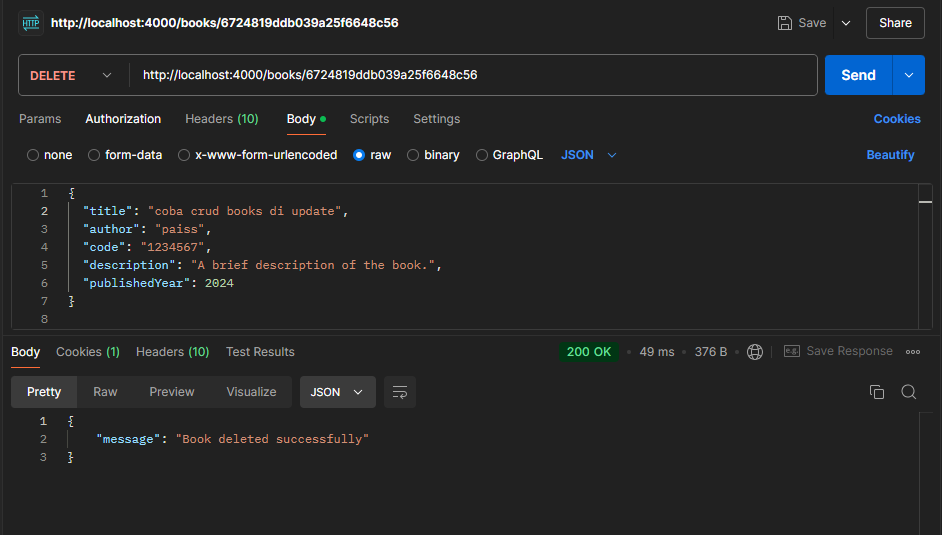 HTTP http://localhost:4000/books/6724819ddb039a25f6648c56 Save Share
DELETE http://localhost:4000/books/6724819ddb039a25f6648c56 Send
Params Authorization Headers (10) Body Scripts Settings Cookies
none form-data x-www-form-urlencoded raw binary GraphQL JSON Beautify
1 {
2 "title": "coba crud books di update",
3 "author": "paiss",
4 "code": "1234567",
5 "description": "A brief description of the book.",
6 "publishedYear": 2024
7 }
8
Body Cookies (1) Headers (10) Test Results 200 OK 49 ms 376 B e.g. Save Response
Pretty Raw Preview Visualize JSON
1 {
2 "message": "Book deleted successfully"
3 }